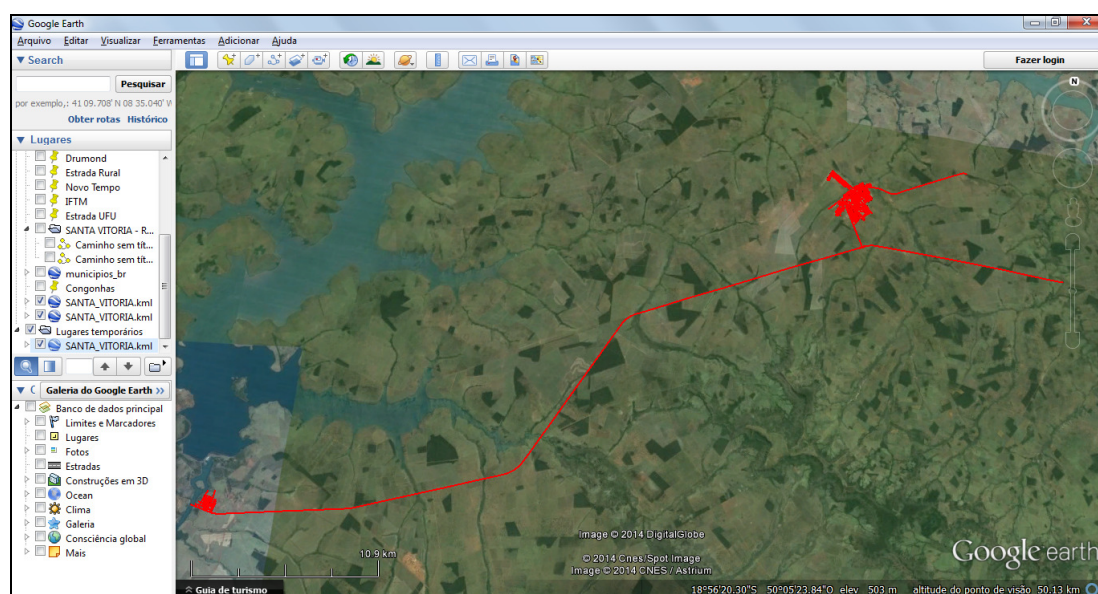 Google Earth
Arquivo Editar Visualizar Ferramentas Adicionar Ajuda
Search
Fazer login
Pesquisar
por exemplo,: 41 09.708' N 08 35.040' W
Obter rotas Histórico
Lugares
Drumond
Estrada Rural
Novo Tempo
IFTM
Estrada UFU
SANTA VITORIA - R...
Caminho sem tít...
Caminho sem tít...
municipios_br
Congonhas
SANTA_VITORIA.kml
SANTA_VITORIA.kml
Lugares temporários
SANTA_VITORIA.kml
C Galeria do Google Earth >>
Banco de dados principal
Limites e Marcadores
Lugares
Fotos
Estradas
Construções em 3D
Ocean
Clima
Galeria
Consciência global
Mais
N
10.9 km
Image © 2014 DigitalGlobe
© 2014 Cnes/Spot Image
Image © 2014 CNES / Astrium
Google earth
Guia de turismo
18°56'20.30"S 50°05'23.84"O elev 503 m altitude do ponto de visão 50.13 km